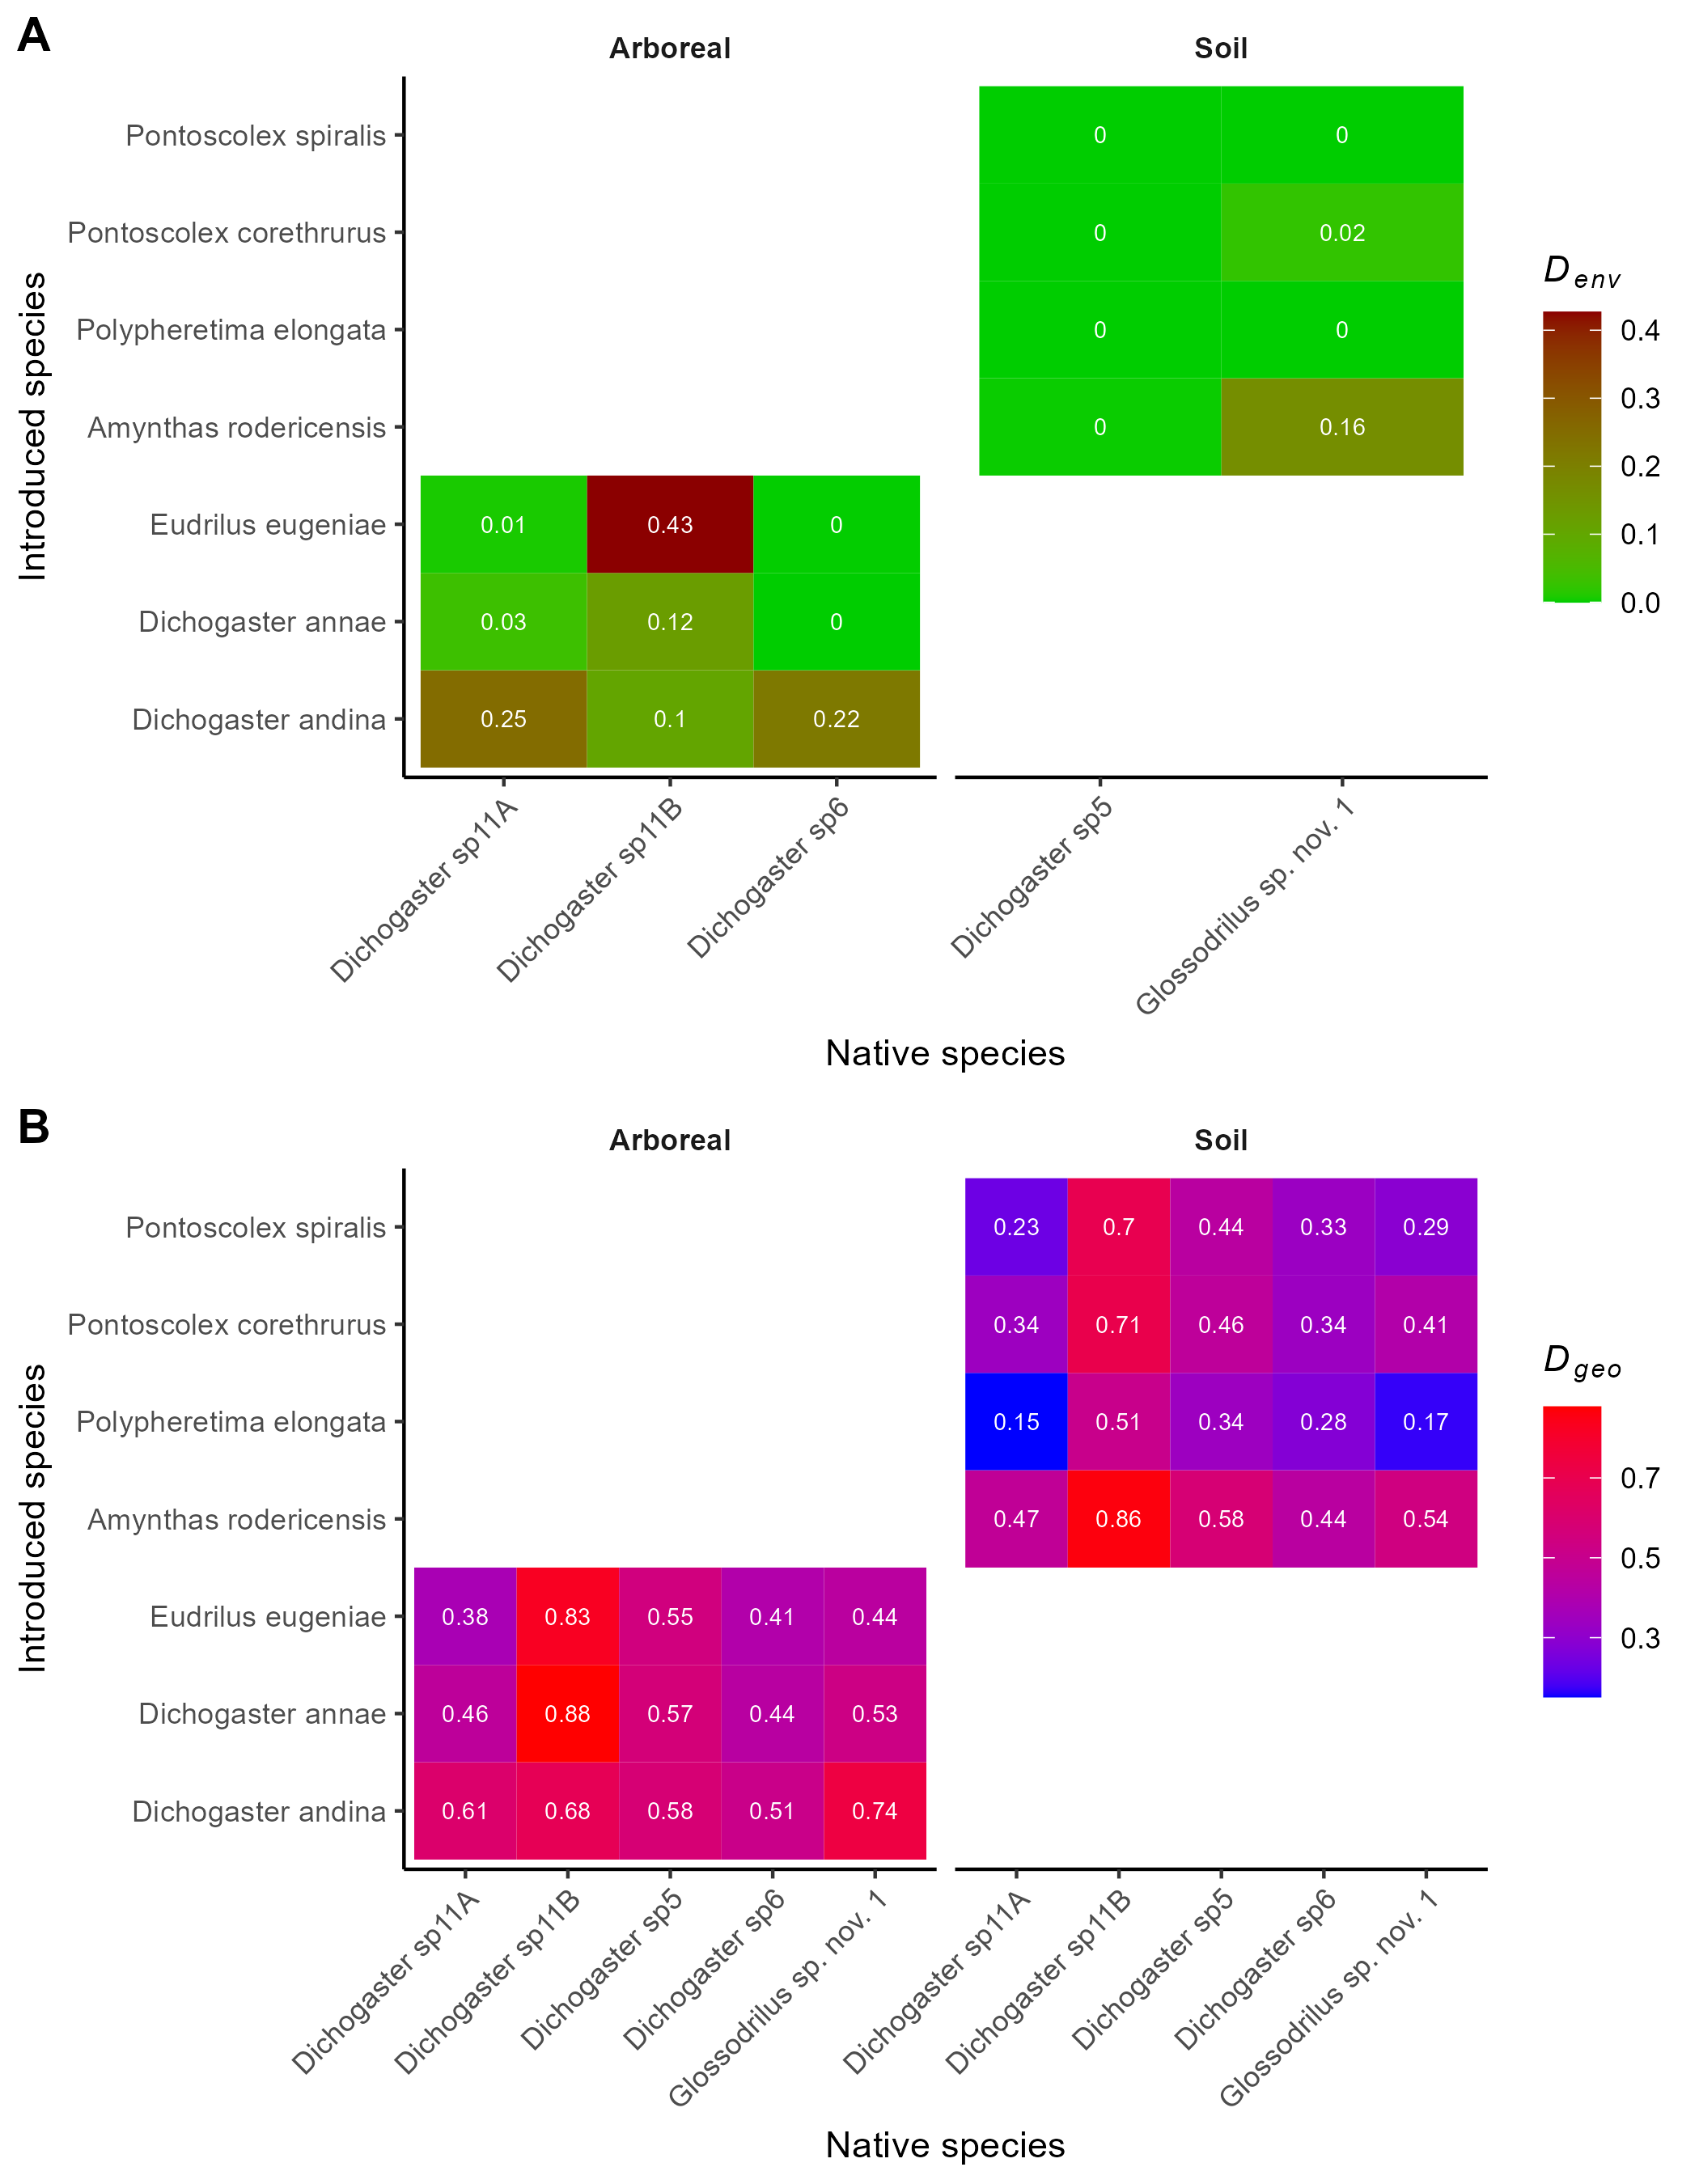 A
Arboreal Soil
Introduced species
Pontoscolex spiralis 0 0
Pontoscolex corethrurus 0 0.02
Polypheretima elongata 0 0
Amynthas rodericensis 0 0.16
Eudrilus eugeniae 0.01 0.43 0
Dichogaster annae 0.03 0.12 0
Dichogaster andina 0.25 0.1 0.22
Dichogaster sp11A Dichogaster sp11B Dichogaster sp6 Dichogaster sp5 Glossodrilus sp. nov. 1
Native species
D env
0.4
0.3
0.2
0.1
0.0
B
Arboreal Soil
Introduced species
Pontoscolex spiralis 0.23 0.7 0.44 0.33 0.29
Pontoscolex corethrurus 0.34 0.71 0.46 0.34 0.41
Polypheretima elongata 0.15 0.51 0.34 0.28 0.17
Amynthas rodericensis 0.47 0.86 0.58 0.44 0.54
Eudrilus eugeniae 0.38 0.83 0.55 0.41 0.44
Dichogaster annae 0.46 0.88 0.57 0.44 0.53
Dichogaster andina 0.61 0.68 0.58 0.51 0.74
Dichogaster sp11A Dichogaster sp11B Dichogaster sp5 Dichogaster sp6 Glossodrilus sp. nov. 1 Dichogaster sp11A Dichogaster sp11B Dichogaster sp5 Dichogaster sp6 Glossodrilus sp. nov. 1
Native species
D geo
0.7
0.5
0.3